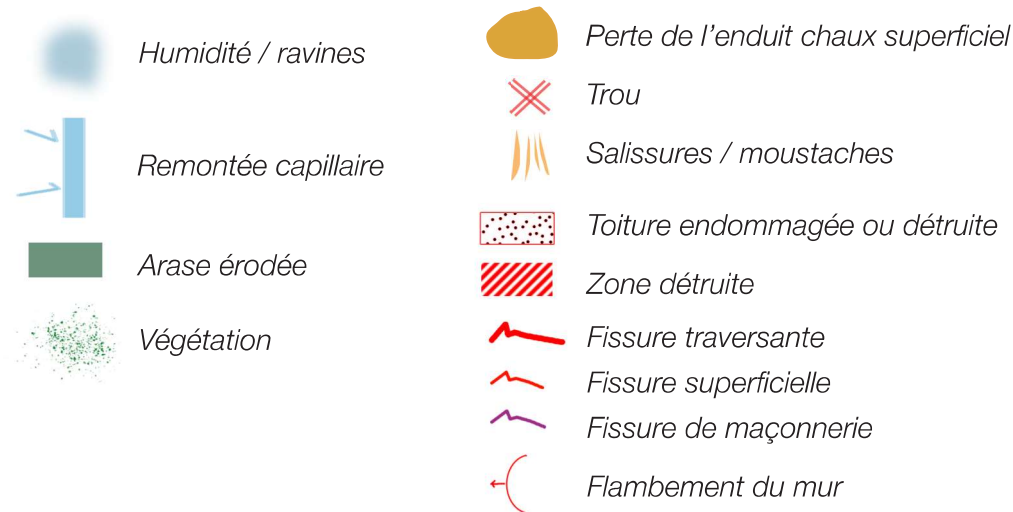 Humidité / ravines
Remontée capillaire
Arase érodée
Végétation
Perte de l'enduit chaux superficiel
Trou
Salissures / moustaches
Toiture endommagée ou détruite
Zone détruite
Fissure traversante
Fissure superficielle
Fissure de maçonnerie
Flambement du mur